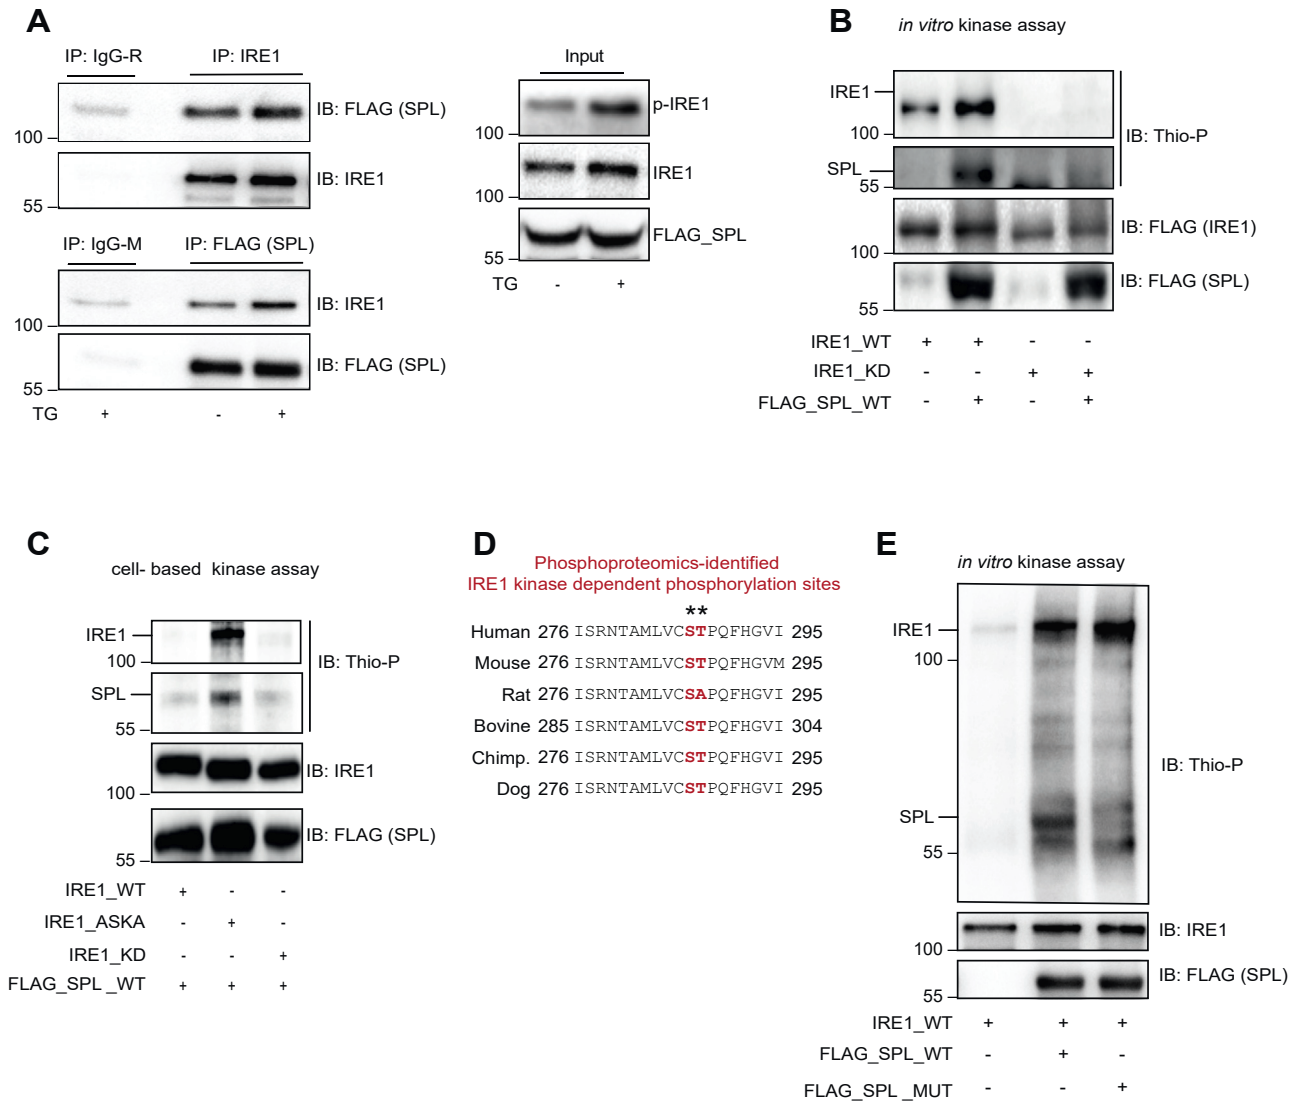 A
IP: IgG-R
IP: IRE1
IB: FLAG (SPL)
100
IB: IRE1
55
IP: IgG-M
IP: FLAG (SPL)
IB: IRE1
100
IB: FLAG (SPL)
55
TG + - +
Input
p-IRE1
100
IRE1
100
FLAG_SPL
55
TG - +
B
in vitro kinase assay
IRE1
100
IB: Thio-P
SPL
55
IB: FLAG (IRE1)
100
IB: FLAG (SPL)
55
IRE1_WT + + - -
IRE1_KD - - + +
FLAG_SPL_WT - + - +
C
cell- based kinase assay
IRE1
100
IB: Thio-P
SPL
55
IB: IRE1
100
IB: FLAG (SPL)
55
IRE1_WT + - -
IRE1_ASKA - + -
IRE1_KD - - +
FLAG_SPL _WT + + +
D
Phosphoproteomics-identified
IRE1 kinase dependent phosphorylation sites
**
Human 276 ISRNTAMLVCSTPQFHGVI 295
Mouse 276 ISRNTAMLVCSTPQFHGVM 295
Rat 276 ISRNTAMLVCSAPQFHGVI 295
Bovine 285 ISRNTAMLVCSTPQFHGVI 304
Chimp. 276 ISRNTAMLVCSTPQFHGVI 295
Dog 276 ISRNTAMLVCSTPQFHGVI 295
E
in vitro kinase assay
IRE1
100
IB: Thio-P
SPL
55
IB: IRE1
100
IB: FLAG (SPL)
55
IRE1_WT + + +
FLAG_SPL_WT - + -
FLAG_SPL _MUT - - +